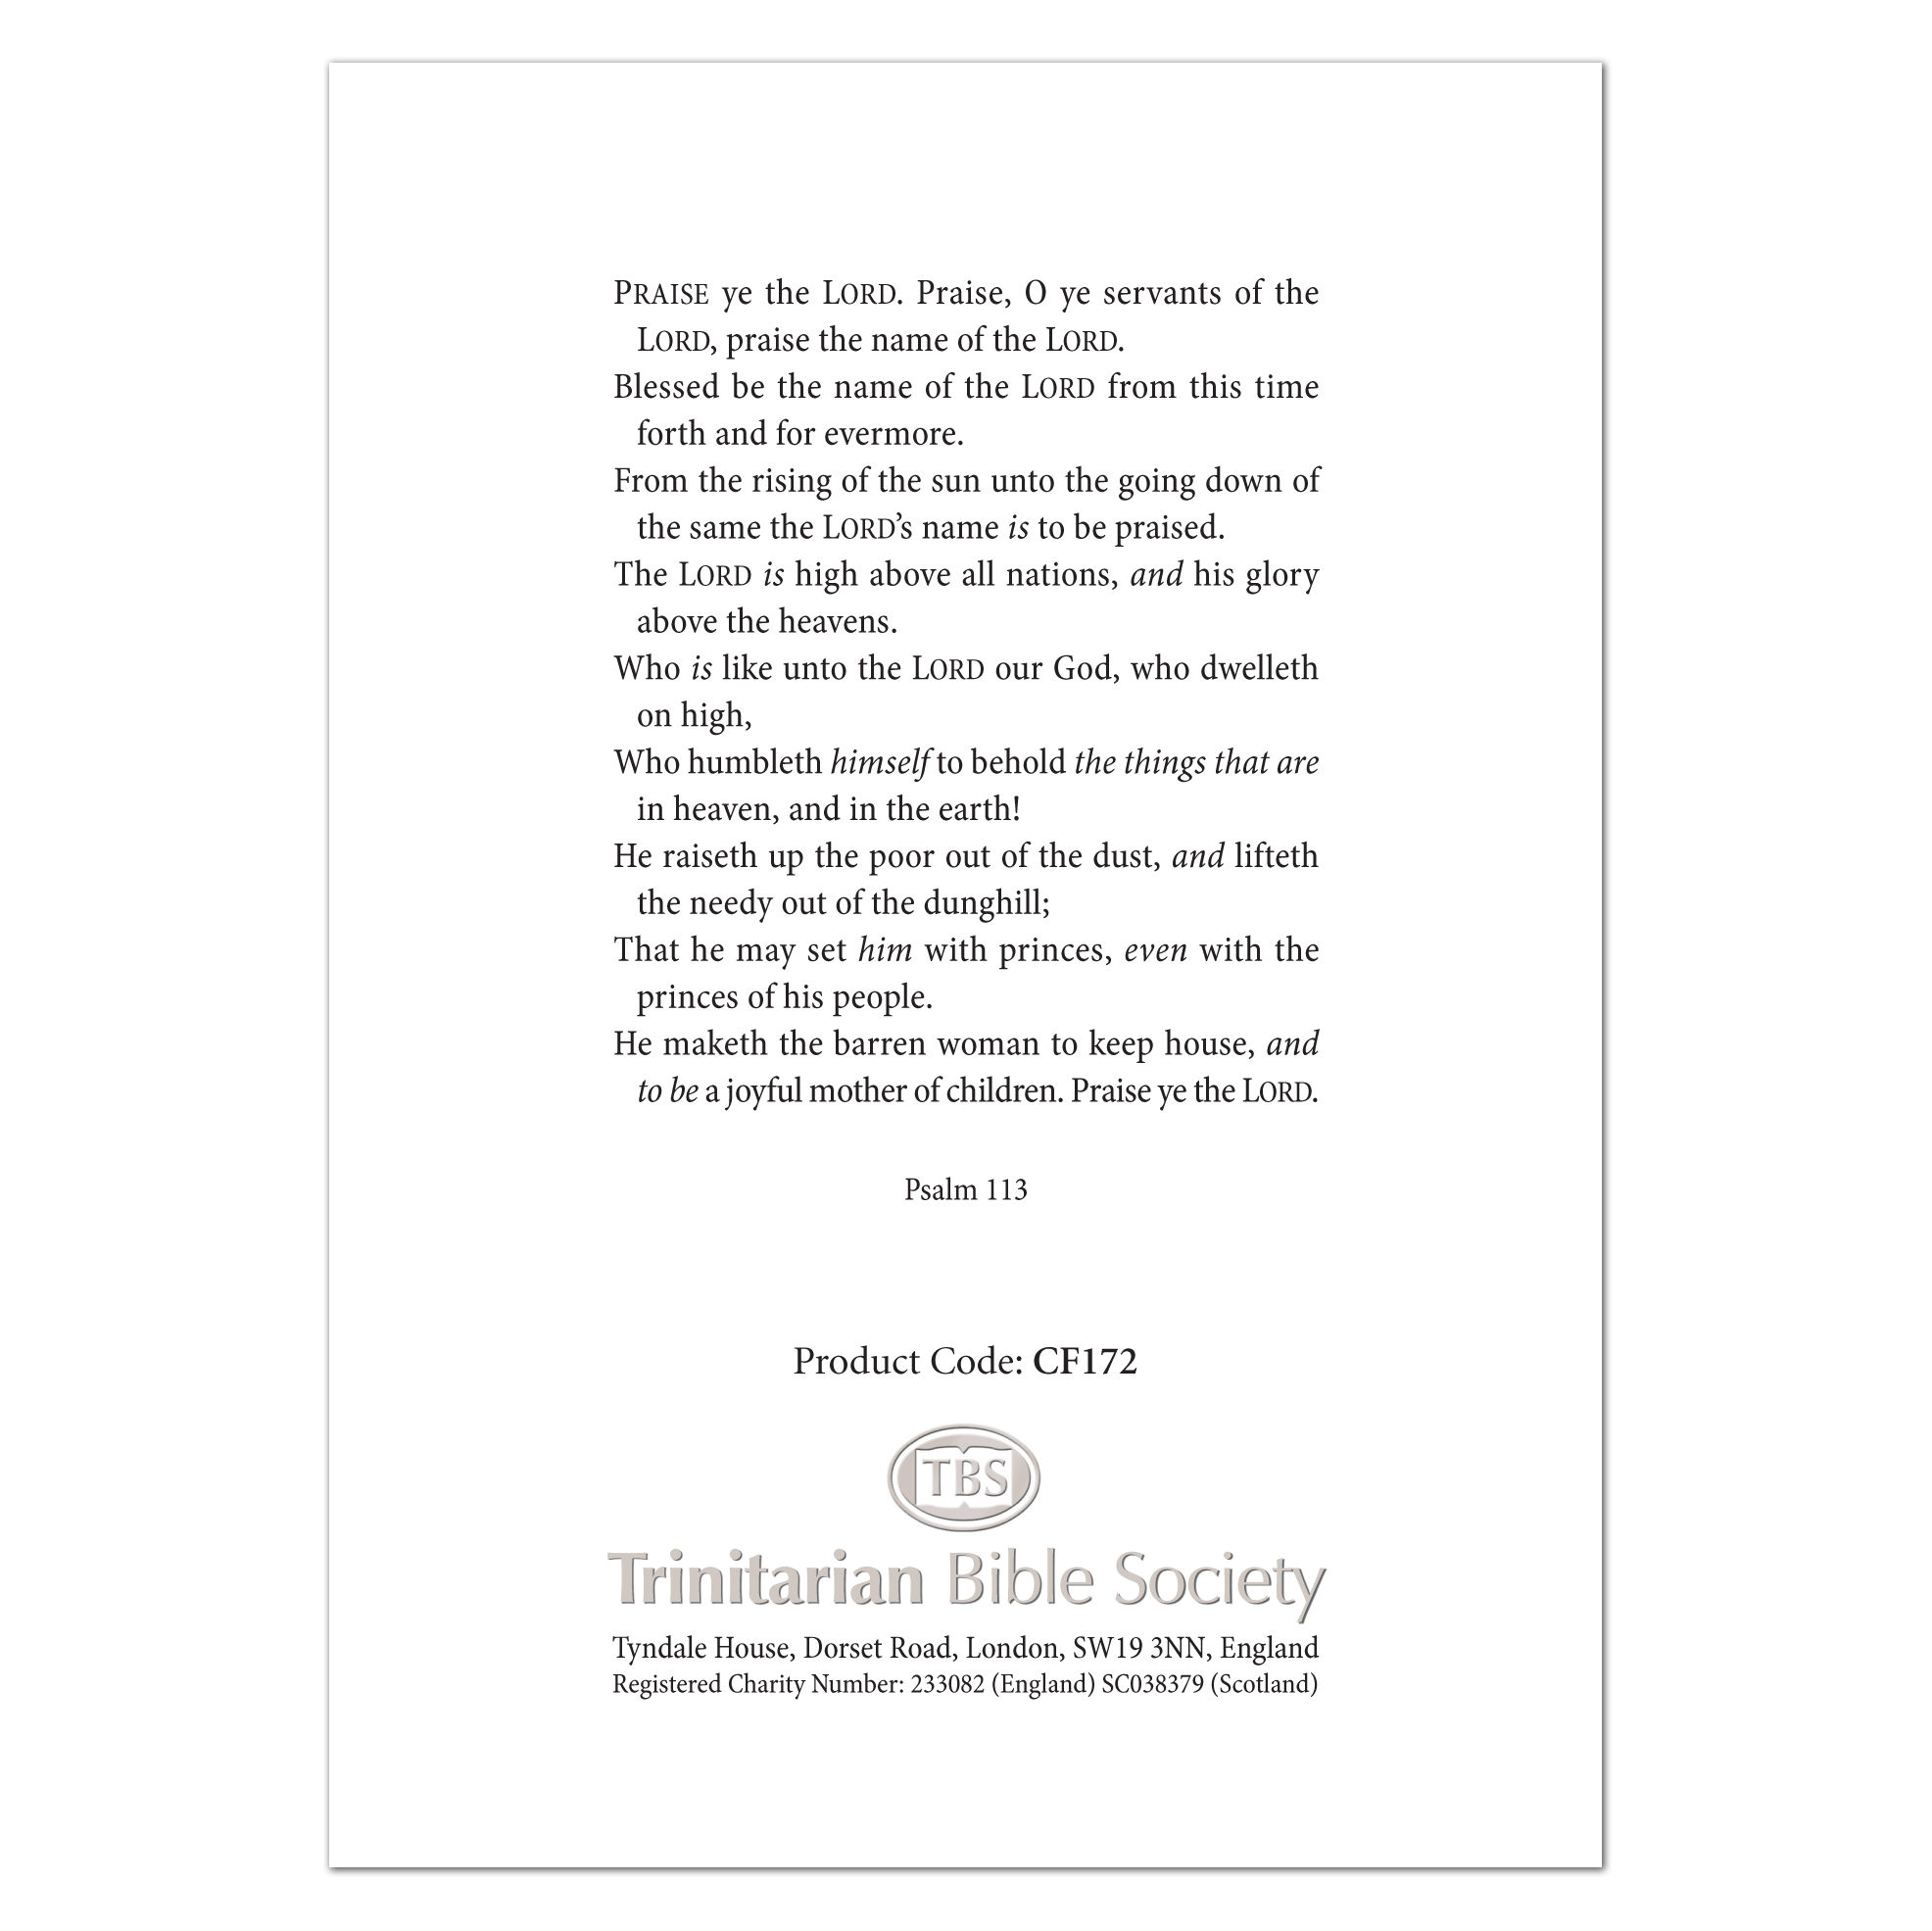 PRAISE ye the LORD. Praise, O ye servants of the
LORD, praise the name of the LORD.
Blessed be the name of the LORD from this time
forth and for evermore.
From the rising of the sun unto the going down of
the same the LORD’s name is to be praised.
The LORD is high above all nations, and his glory
above the heavens.
Who is like unto the LORD our God, who dwelleth
on high,
Who humbleth himself to behold the things that are
in heaven, and in the earth!
He raiseth up the poor out of the dust, and lifteth
the needy out of the dunghill;
That he may set him with princes, even with the
princes of his people.
He maketh the barren woman to keep house, and
to be a joyful mother of children. Praise ye the LORD.
Psalm 113
Product Code: CF172
TBS
Trinitarian Bible Society
Tyndale House, Dorset Road, London, SW19 3NN, England
Registered Charity Number: 233082 (England) SC038379 (Scotland)